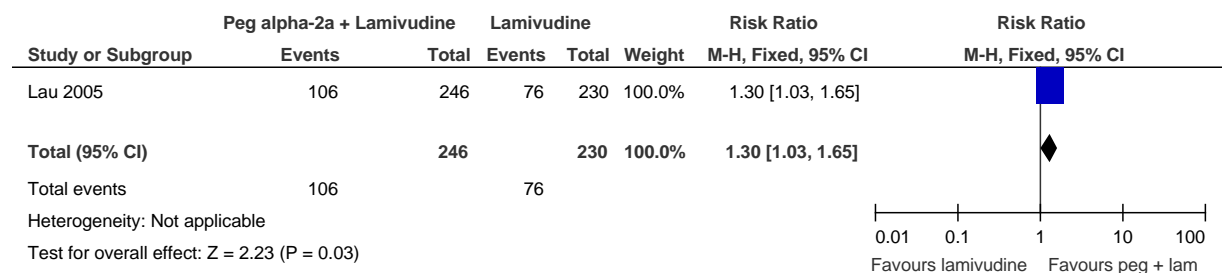 Peg alpha-2a + Lamivudine Lamivudine Risk Ratio Risk Ratio
Study or Subgroup Events Total Events Total Weight M-H, Fixed, 95% CI M-H, Fixed, 95% CI
Lau 2005 106 246 76 230 100.0% 1.30 [1.03, 1.65]
Total (95% CI) 246 230 100.0% 1.30 [1.03, 1.65]
Total events 106 76
Heterogeneity: Not applicable
Test for overall effect: Z = 2.23 (P = 0.03)
0.01 0.1 1 10 100
Favours lamivudine Favours peg + lam